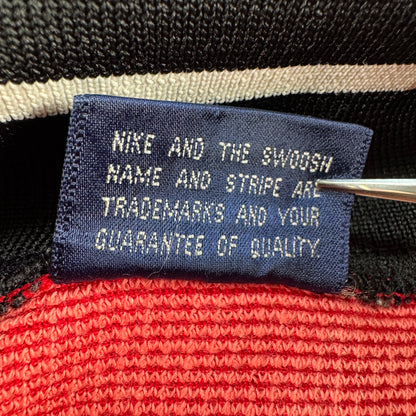 NIKE AND THE SWOOSH
NAME AND STRIPE ARE
TRADEMARKS AND YOUR
GUARANTEE OF QUALITY.